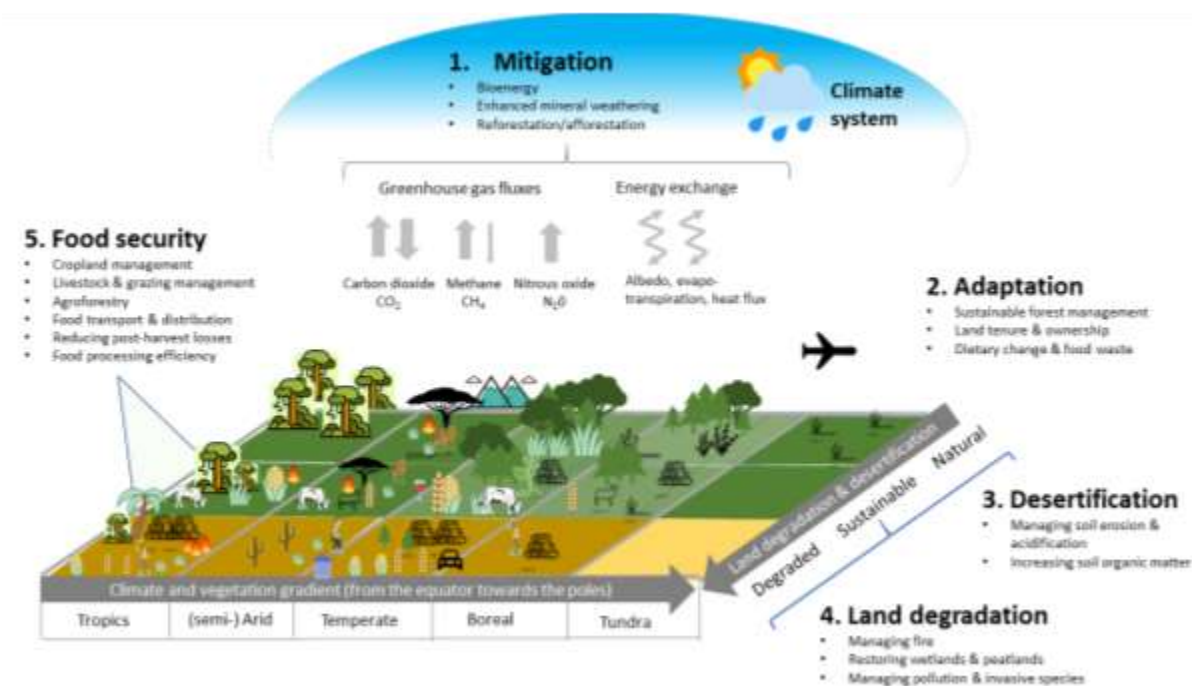 1. Mitigation
• Bioenergy
• Enhanced mineral weathering
• Reforestation/afforestation
Climate
system
Greenhouse gas fluxes
Energy exchange
Carbon dioxide
CO₂
Methane
CH₄
Nitrous oxide
N₂0
Albedo, evapo-
transpiration, heat flux
5. Food security
• Cropland management
• Livestock & grazing management
• Agroforestry
• Food transport & distribution
• Reducing post-harvest losses
• Food processing efficiency
2. Adaptation
• Sustainable forest management
• Land tenure & ownership
• Dietary change & food waste
Land degradation & desertification
Degraded Sustainable Natural
3. Desertification
• Managing soil erosion &
acidification
• Increasing soil organic matter
Climate and vegetation gradient (from the equator towards the poles)
Tropics
(semi-) Arid
Temperate
Boreal
Tundra
4. Land degradation
• Managing fire
• Restoring wetlands & peatlands
• Managing pollution & invasive species